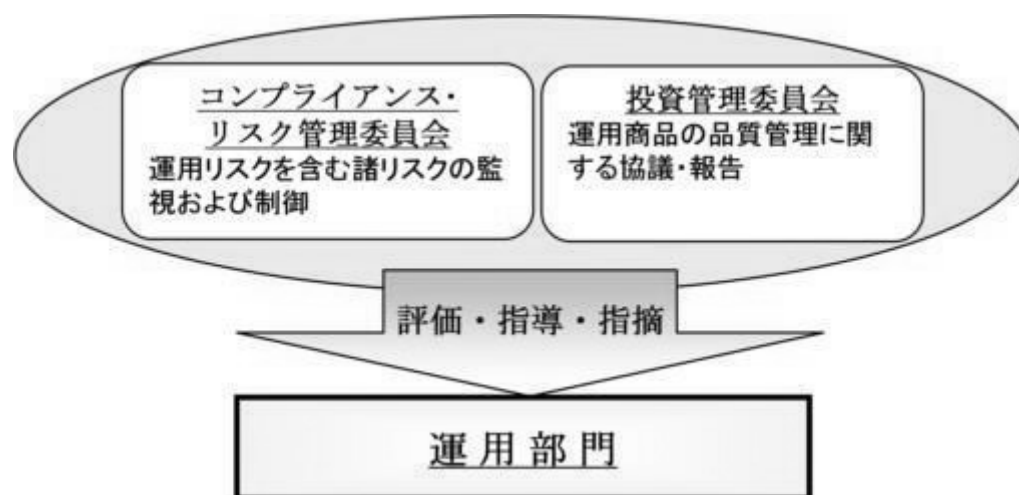 コンプライアンス・
リスク管理委員会
運用リスクを含む諸リスクの監
視および制御
投資管理委員会
運用商品の品質管理に関
する協議・報告
評価・指導・指摘
運用部門